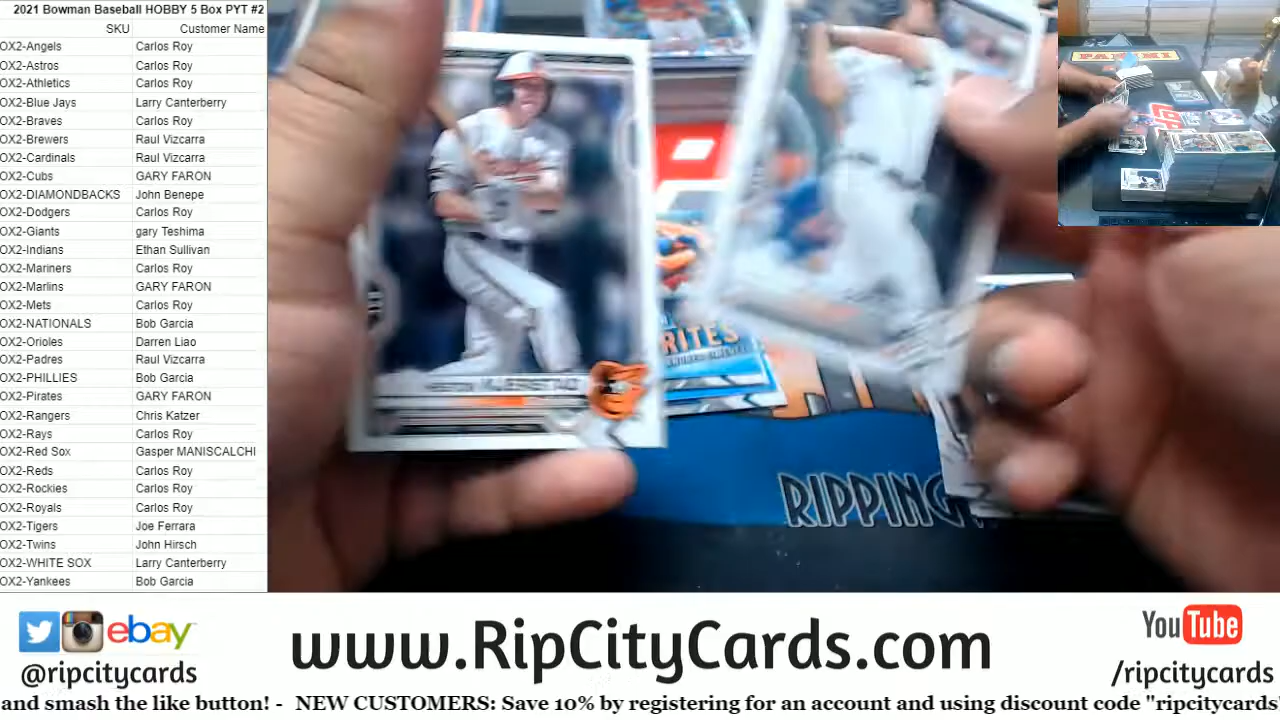 2021 Bowman Baseball HOBBY 5 Box PYT #2
SKU Customer Name
OX2-Angels Carlos Roy
OX2-Astros Carlos Roy
OX2-Athletics Carlos Roy
OX2-Blue Jays Larry Canterberry
OX2-Braves Carlos Roy
OX2-Brewers Raul Vizcarra
OX2-Cardinals Raul Vizcarra
OX2-Cubs GARY FARON
OX2-DIAMONDBACKS John Benepe
OX2-Dodgers Carlos Roy
OX2-Giants gary Teshima
OX2-Indians Ethan Sullivan
OX2-Mariners Carlos Roy
OX2-Marlins GARY FARON
OX2-Mets Carlos Roy
OX2-NATIONALS Bob Garcia
OX2-Orioles Darren Liao
OX2-Padres Raul Vizcarra
OX2-PHILLIES Bob Garcia
OX2-Pirates GARY FARON
OX2-Rangers Chris Katzer
OX2-Rays Carlos Roy
OX2-Red Sox Gasper MANISCALCHI
OX2-Reds Carlos Roy
OX2-Rockies Carlos Roy
OX2-Royals Carlos Roy
OX2-Tigers Joe Ferrara
OX2-Twins John Hirsch
OX2-WHITE SOX Larry Canterberry
OX2-Yankees Bob Garcia
PANINI
RITES
KJERSTAD
RIPPING
ebay
@ripcitycards
www.RipCityCards.com
YouTube
/ripcitycards
and smash the like button! - NEW CUSTOMERS: Save 10% by registering for an account and using discount code "ripcitycards